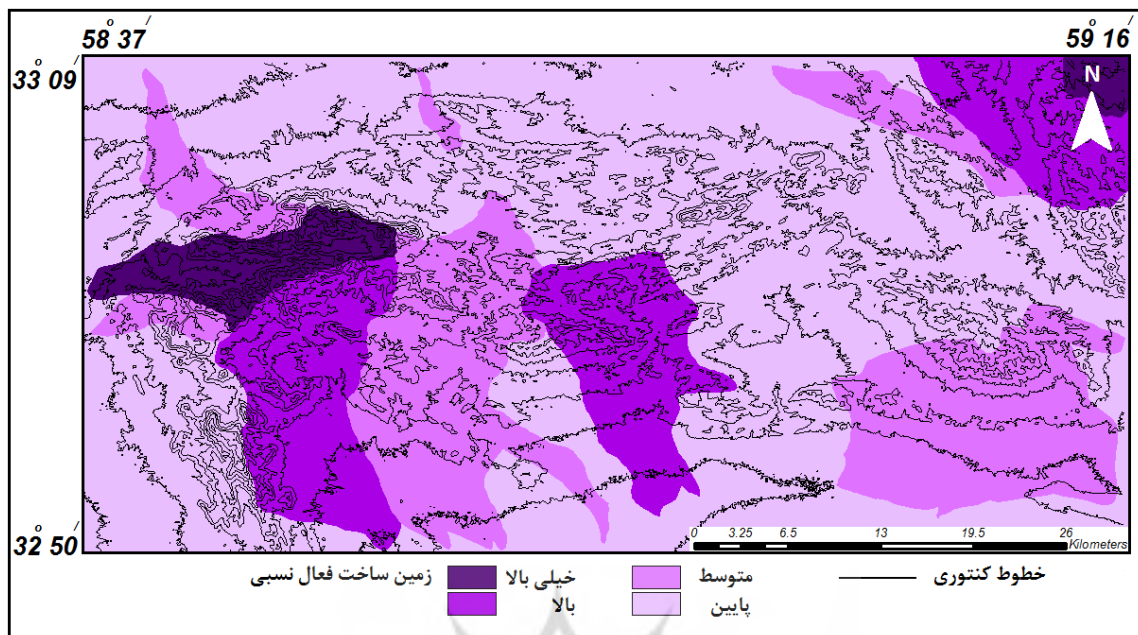 58° 37′ 59° 16′
33° 09′
N
32° 50′
0 3.25 6.5 13 19.5 26
Kilometers
زمین ساخت فعال نسبی خیلی بالا متوسط خطوط کنتوری
بالا پایین